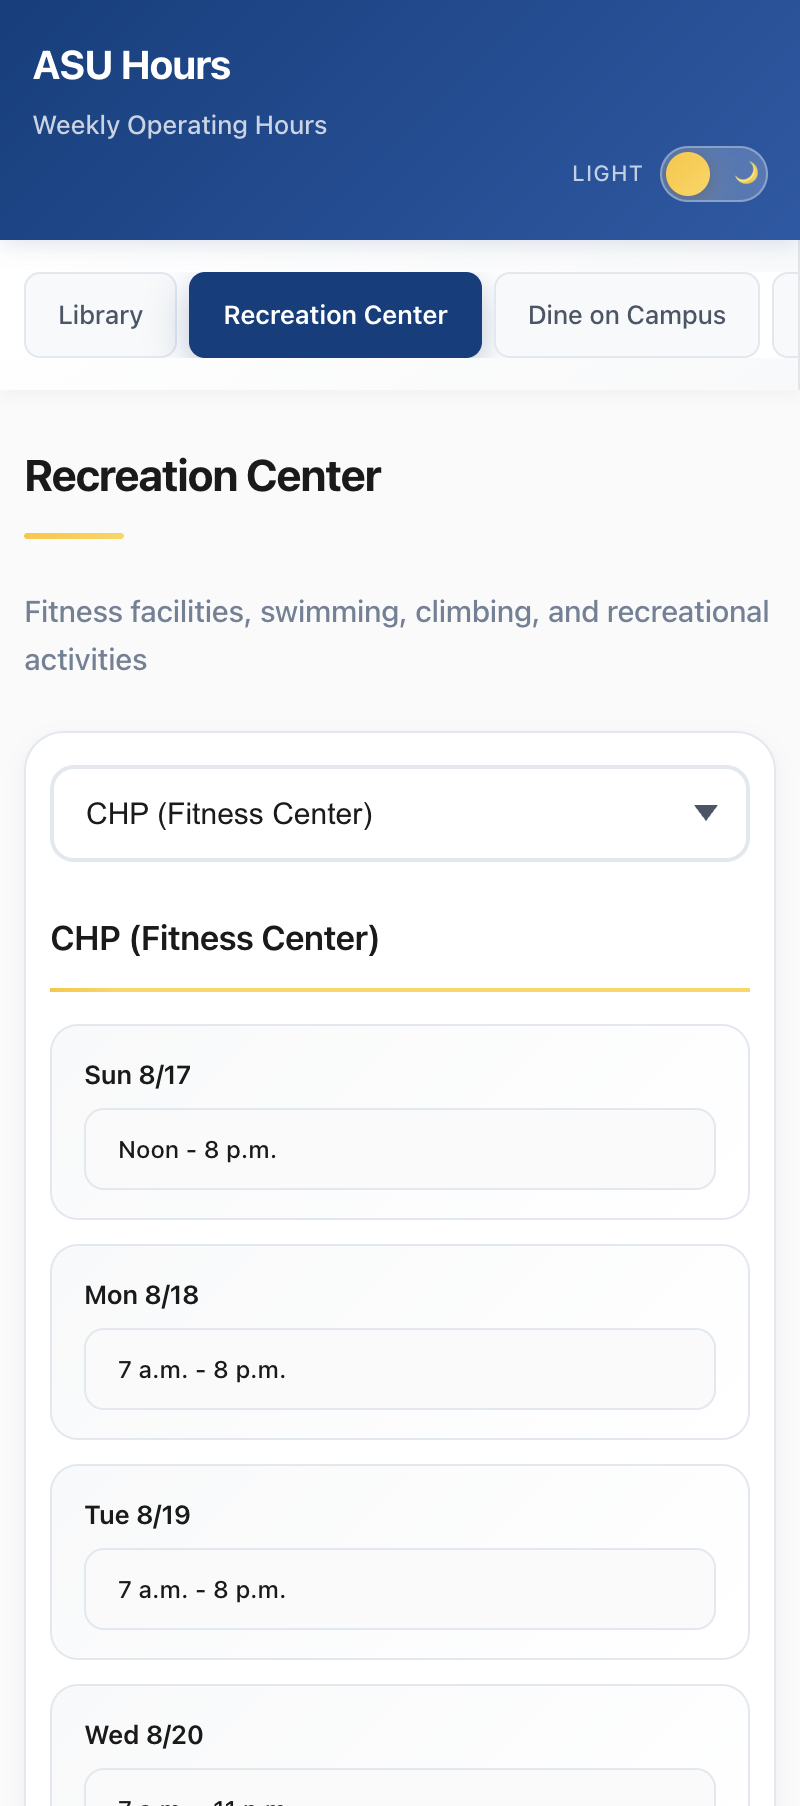 ASU Hours
Weekly Operating Hours
LIGHT
Library
Recreation Center
Dine on Campus
Recreation Center
Fitness facilities, swimming, climbing, and recreational
activities
CHP (Fitness Center)
CHP (Fitness Center)
Sun 8/17
Noon - 8 p.m.
Mon 8/18
7 a.m. - 8 p.m.
Tue 8/19
7 a.m. - 8 p.m.
Wed 8/20
7 a.m. - 11 p.m.